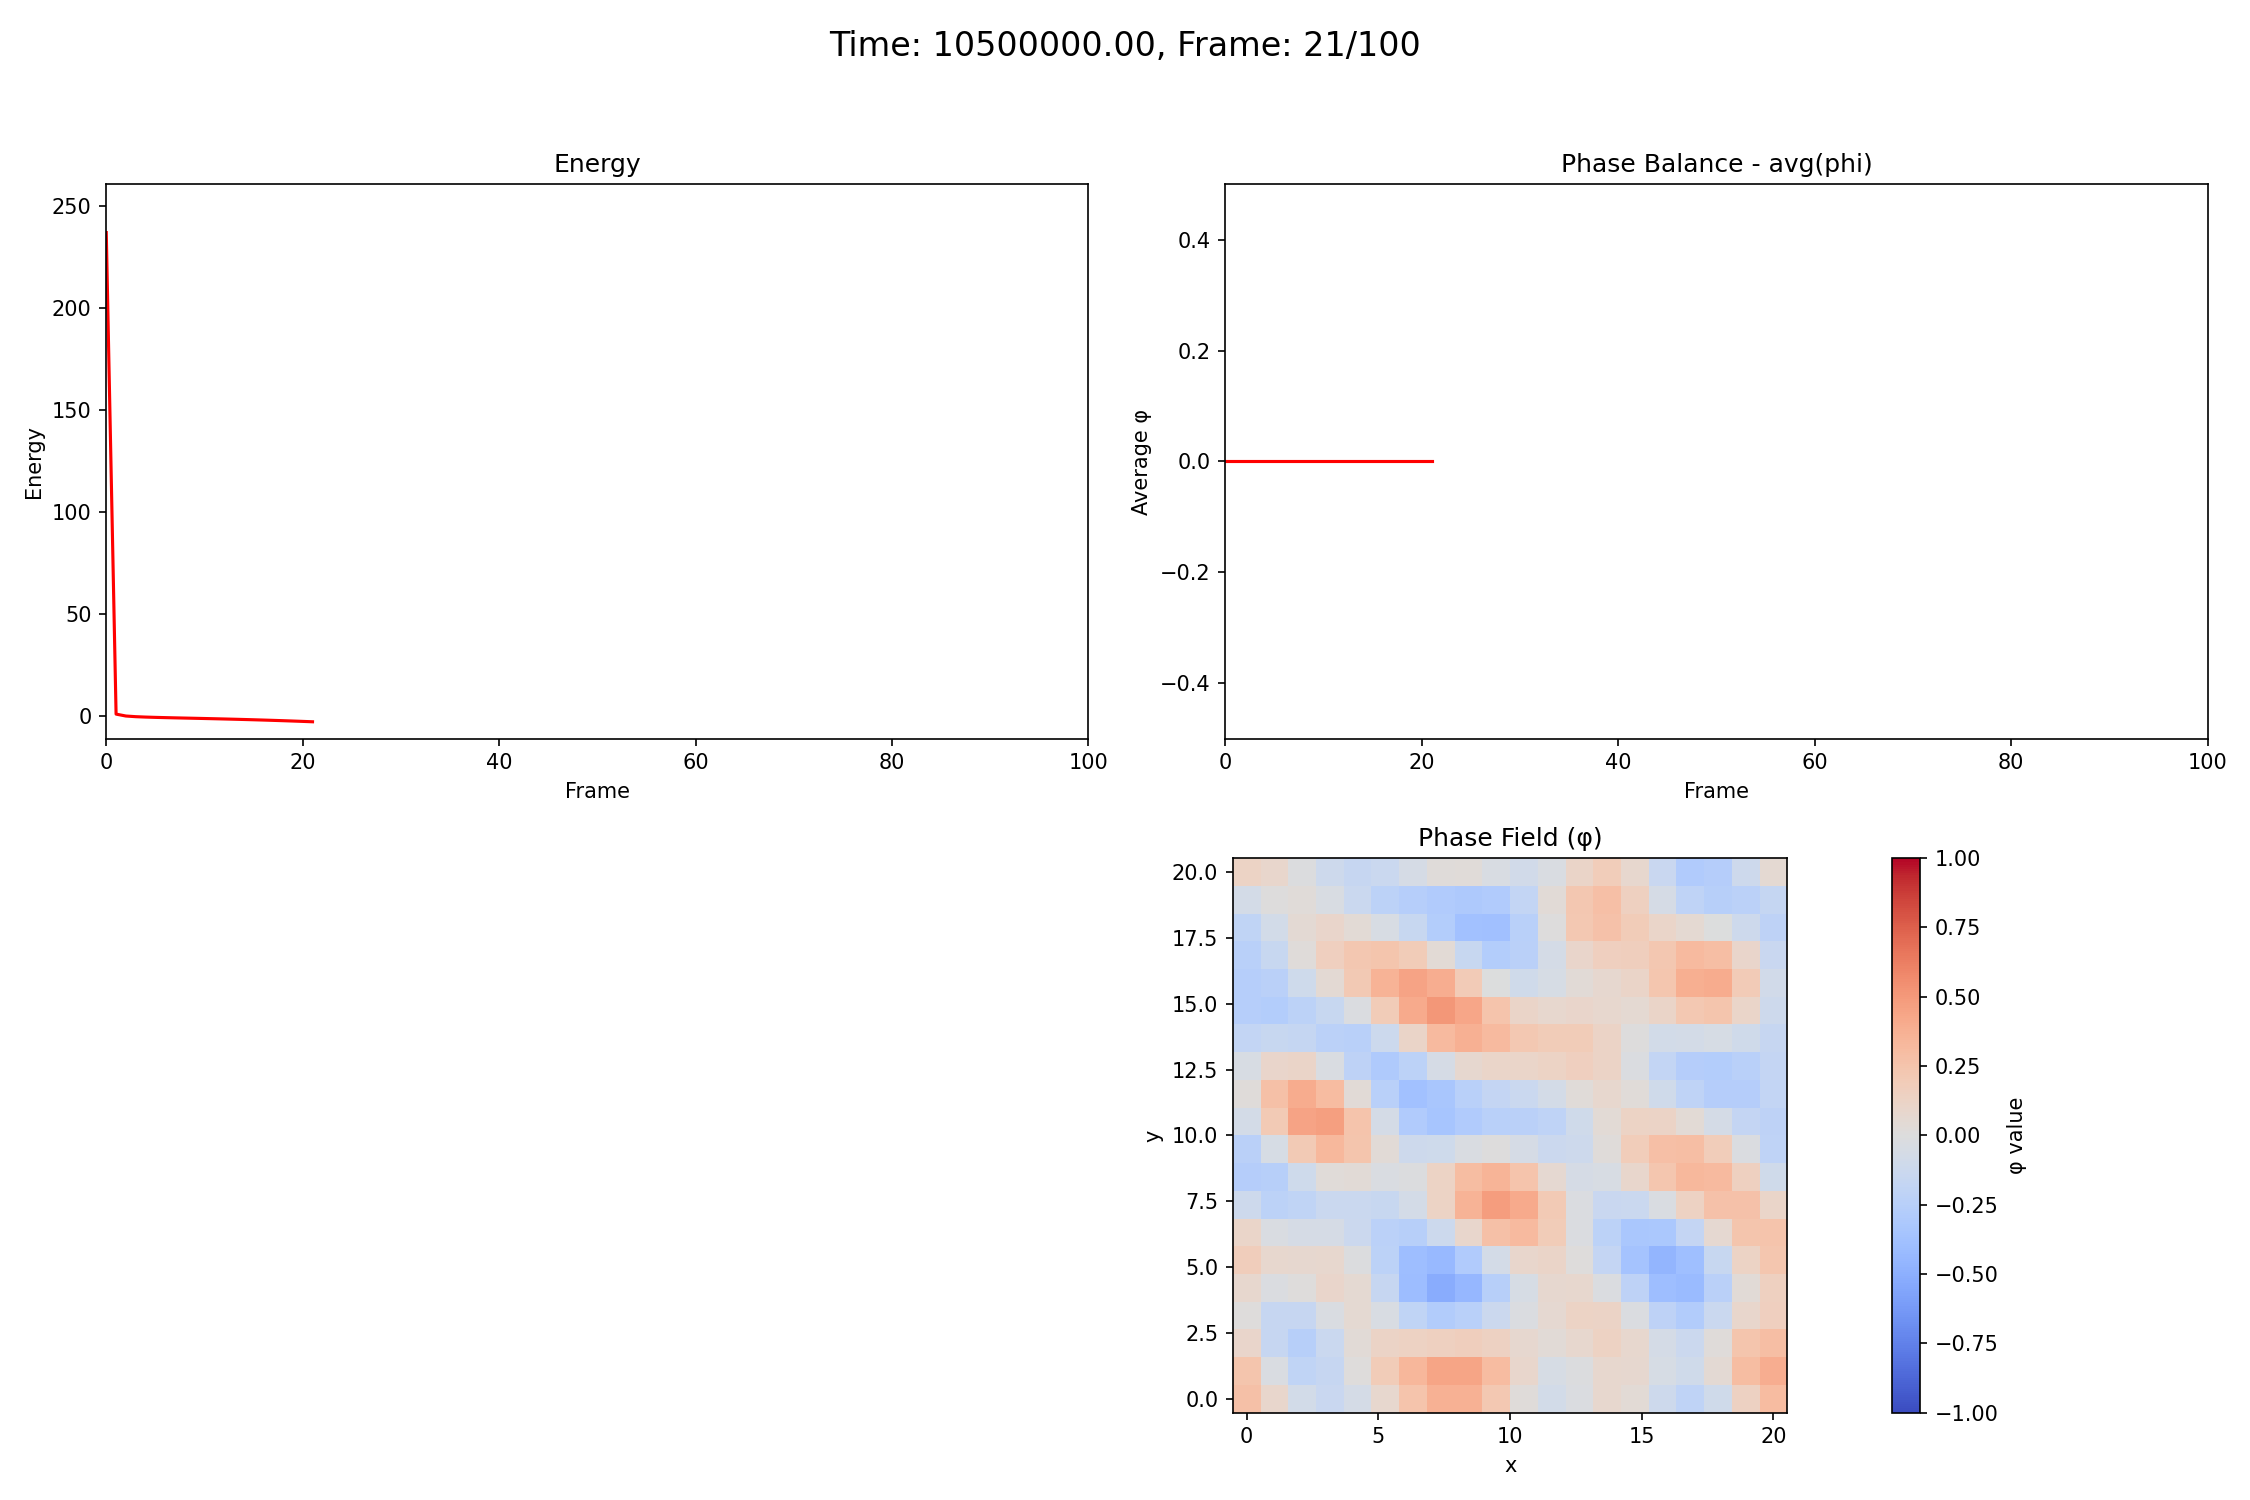 Time: 10500000.00, Frame: 21/100
Energy
250
200
150
100
50
0
Energy
0 20 40 60 80 100
Frame
Phase Balance - avg(phi)
0.4
0.2
0.0
−0.2
−0.4
Average φ
0 20 40 60 80 100
Frame
Phase Field (φ)
20.0
17.5
15.0
12.5
10.0
7.5
5.0
2.5
0.0
y
0 5 10 15 20
x
1.00
0.75
0.50
0.25
0.00
−0.25
−0.50
−0.75
−1.00
φ value